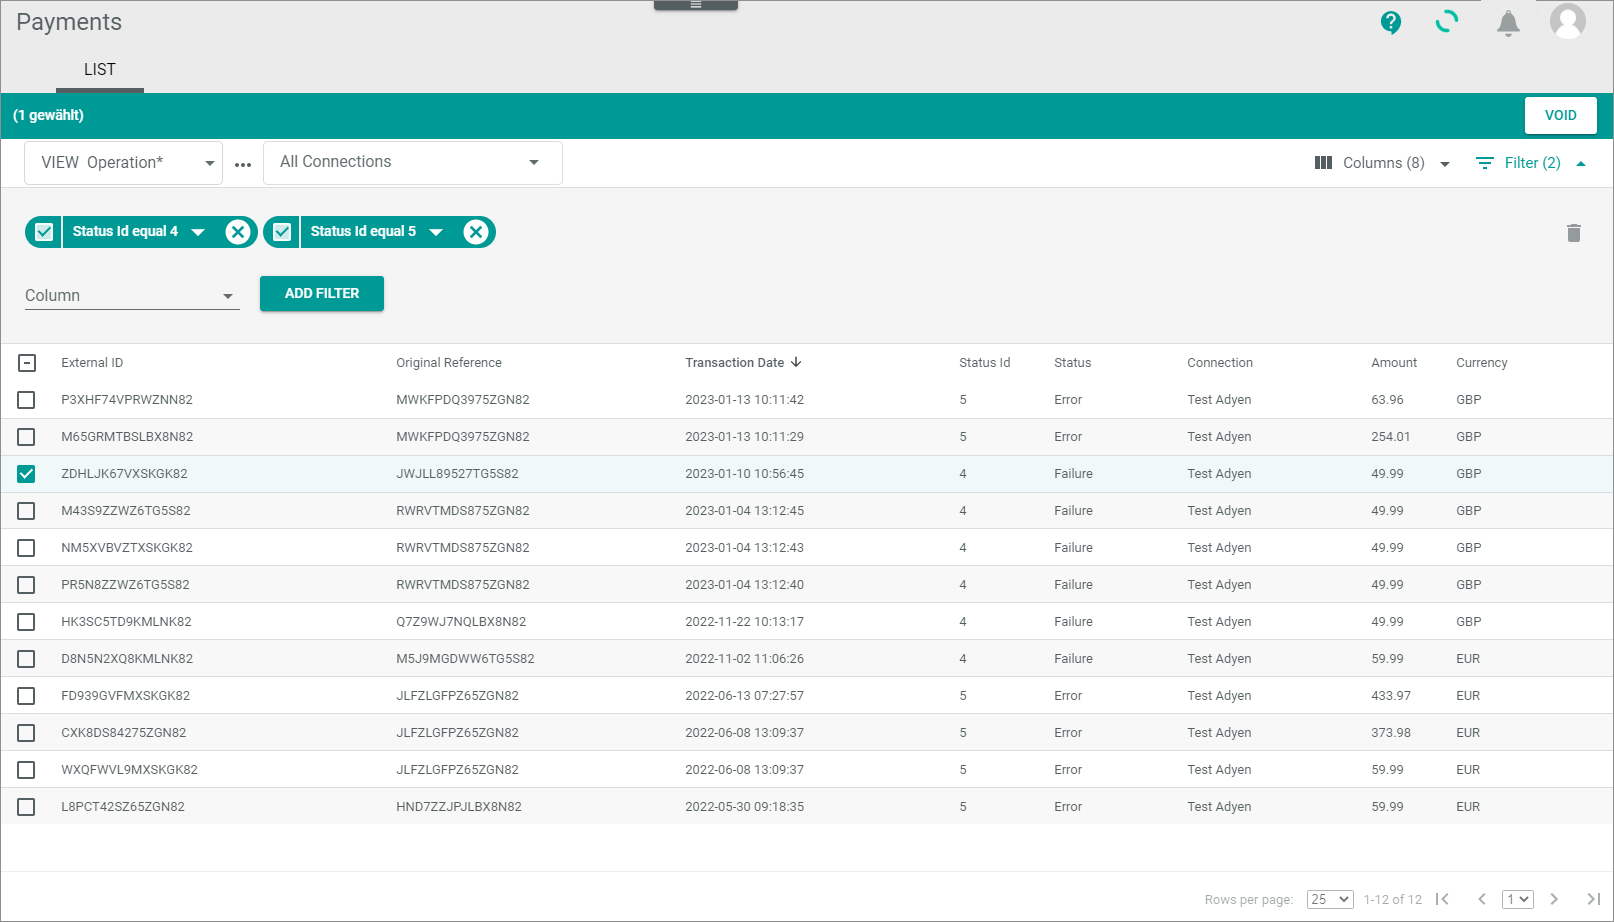 Payments
LIST
(1 gewählt)
VOID
VIEW Operation*
All Connections
Columns (8)
Filter (2)
Status Id equal 4
Status Id equal 5
Column
ADD FILTER
External ID Original Reference Transaction Date Status Id Status Connection Amount Currency
P3XHF74VPRWZNN82 MWKFPDQ3975ZGN82 2023-01-13 10:11:42 5 Error Test Adyen 63.96 GBP
M65GRMTBSLBX8N82 MWKFPDQ3975ZGN82 2023-01-13 10:11:29 5 Error Test Adyen 254.01 GBP
ZDHLJK67VXSKGK82 JWJLL89527TG5S82 2023-01-10 10:56:45 4 Failure Test Adyen 49.99 GBP
M43S9ZZWZ6TG5S82 RWRVTMDS875ZGN82 2023-01-04 13:12:45 4 Failure Test Adyen 49.99 GBP
NM5XVBVZTXSKGK82 RWRVTMDS875ZGN82 2023-01-04 13:12:43 4 Failure Test Adyen 49.99 GBP
PR5N8ZZWZ6TG5S82 RWRVTMDS875ZGN82 2023-01-04 13:12:40 4 Failure Test Adyen 49.99 GBP
HK3SC5TD9KMLNK82 Q7Z9WJ7NQLBX8N82 2022-11-22 10:13:17 4 Failure Test Adyen 49.99 GBP
D8N5N2XQ8KMLNK82 M5J9MGDWW6TG5S82 2022-11-02 11:06:26 4 Failure Test Adyen 59.99 EUR
FD939GVFMXSKGK82 JLFZLGFPZ65ZGN82 2022-06-13 07:27:57 5 Error Test Adyen 433.97 EUR
CXK8DS84275ZGN82 JLFZLGFPZ65ZGN82 2022-06-08 13:09:37 5 Error Test Adyen 373.98 EUR
WXQFWVL9MXSKGK82 JLFZLGFPZ65ZGN82 2022-06-08 13:09:37 5 Error Test Adyen 59.99 EUR
L8PCT42SZ65ZGN82 HND7ZZJPJLBX8N82 2022-05-30 09:18:35 5 Error Test Adyen 59.99 EUR
Rows per page: 25 1-12 of 12 1